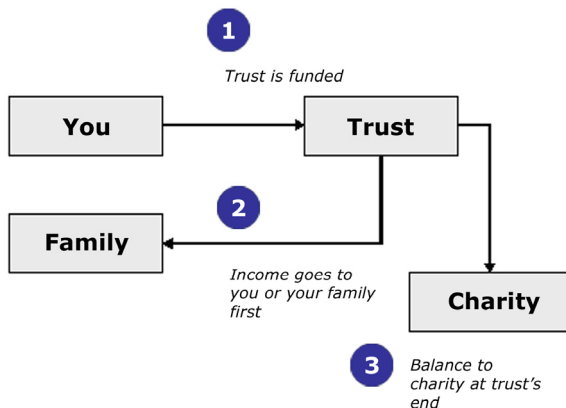 1
Trust is funded
You
Trust
2
Family
Income goes to
you or your family
first
Charity
3
Balance to
charity at trust's
end